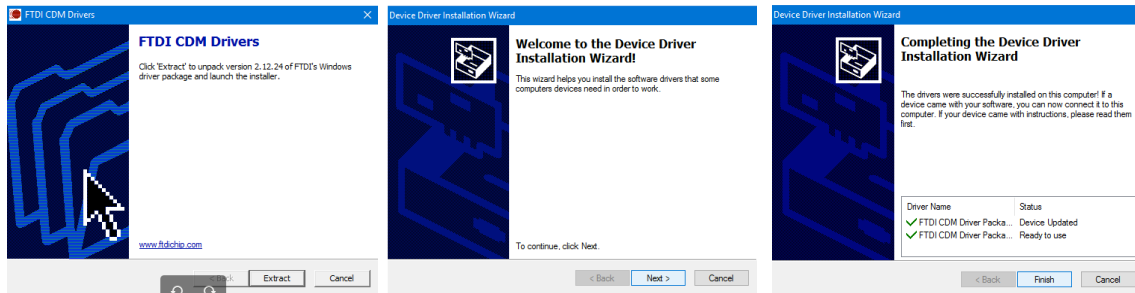 FTDI CDM Drivers
FTDI CDM Drivers
Click 'Extract' to unpack version 2.12.24 of FTDI's Windows
driver package and launch the installer.
www.ftdichip.com
Extract
Cancel
Device Driver Installation Wizard
Welcome to the Device Driver
Installation Wizard!
This wizard helps you install the software drivers that some
computers devices need in order to work.
To continue, click Next.
< Back
Next >
Cancel
Device Driver Installation Wizard
Completing the Device Driver
Installation Wizard
The drivers were successfully installed on this computer! If a
device came with your software, you can now connect it to this
computer. If your device came with instructions, please read them
first.
Driver Name Status
FTDI CDM Driver Packa... Device Updated
FTDI CDM Driver Packa... Ready to use
< Back
Finish
Cancel